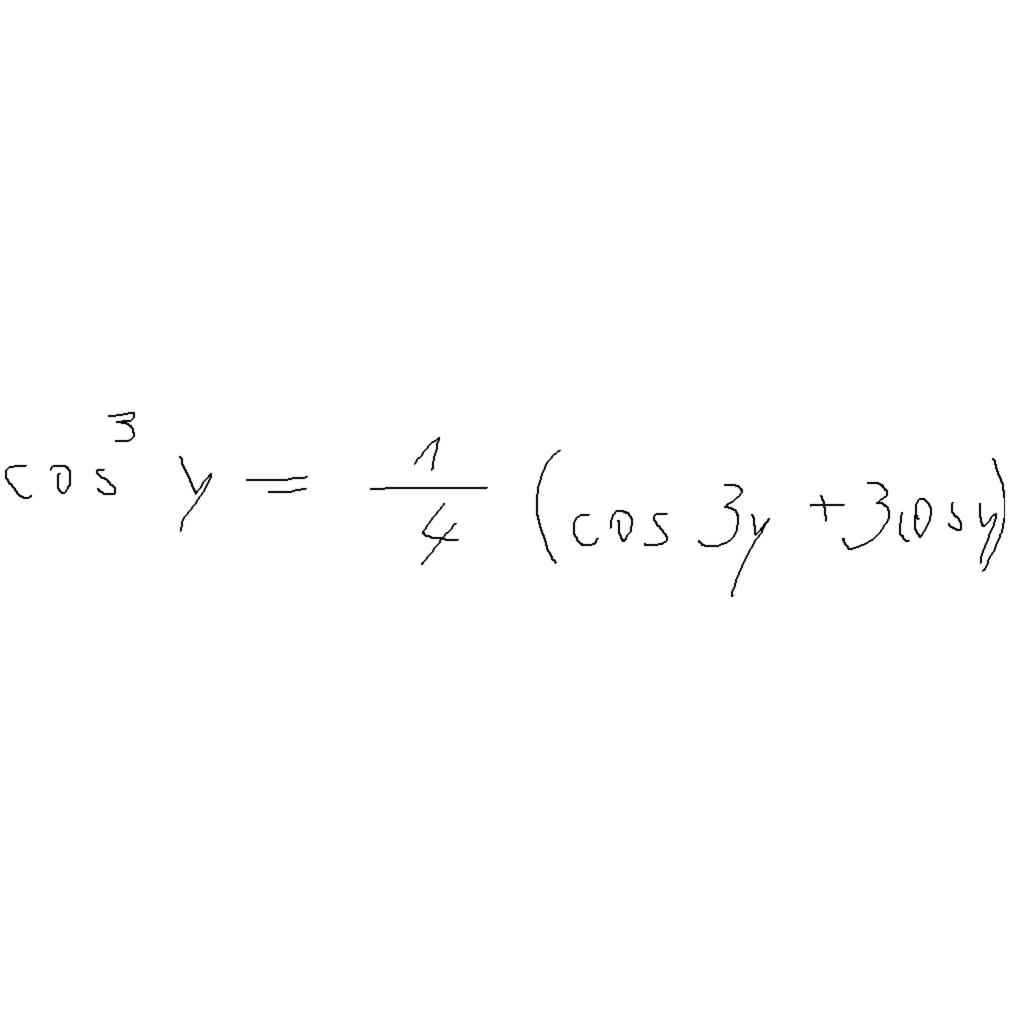 cos³ y = 1/4 (cos 3y + 3cos y)